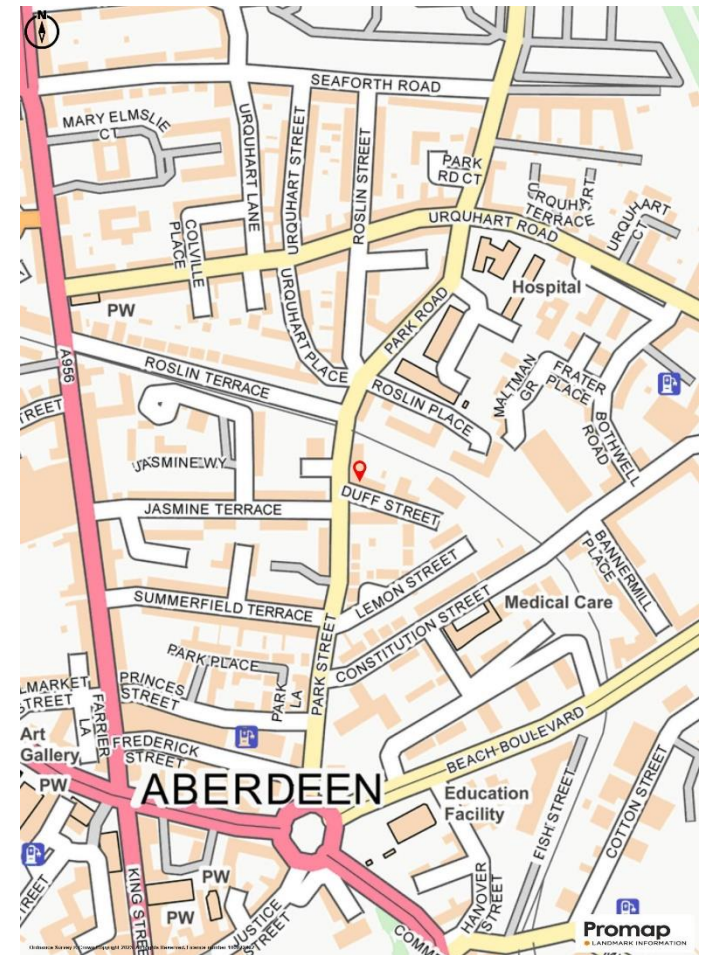 N
SEAFORTH ROAD
MARY ELMSLIE
CT
URQUHART LANE
URQUHART STREET
ROSLIN STREET
PARK
RD CT
URQUHART
TERRACE
URQUHART
CT
COLVILLE
PLACE
URQUHART ROAD
Hospital
PW
URQUHART PLACE
PARK ROAD
A956
ROSLIN TERRACE
ROSLIN PLACE
MALTMAN
GR
FRATER
PLACE
BOTHWELL
ROAD
STREET
JASMINE WY
DUFF STREET
JASMINE TERRACE
BANNERMILL
PLACE
LEMON STREET
SUMMERFIELD TERRACE
Medical Care
CONSTITUTION STREET
PARK PLACE
PARK
LA
PARK STREET
LMARKET
STREET
PRINCES
STREET
FARRIER
LA
BEACH BOULEVARD
Art
Gallery
FREDERICK
STREET
PW
ABERDEEN
Education
Facility
FISH STREET
COTTON STREET
HANOVER
STREET
KING STREE
PW
PW
JUSTICE
STREET
STREET
COMM
Promap
LANDMARK INFORMATION